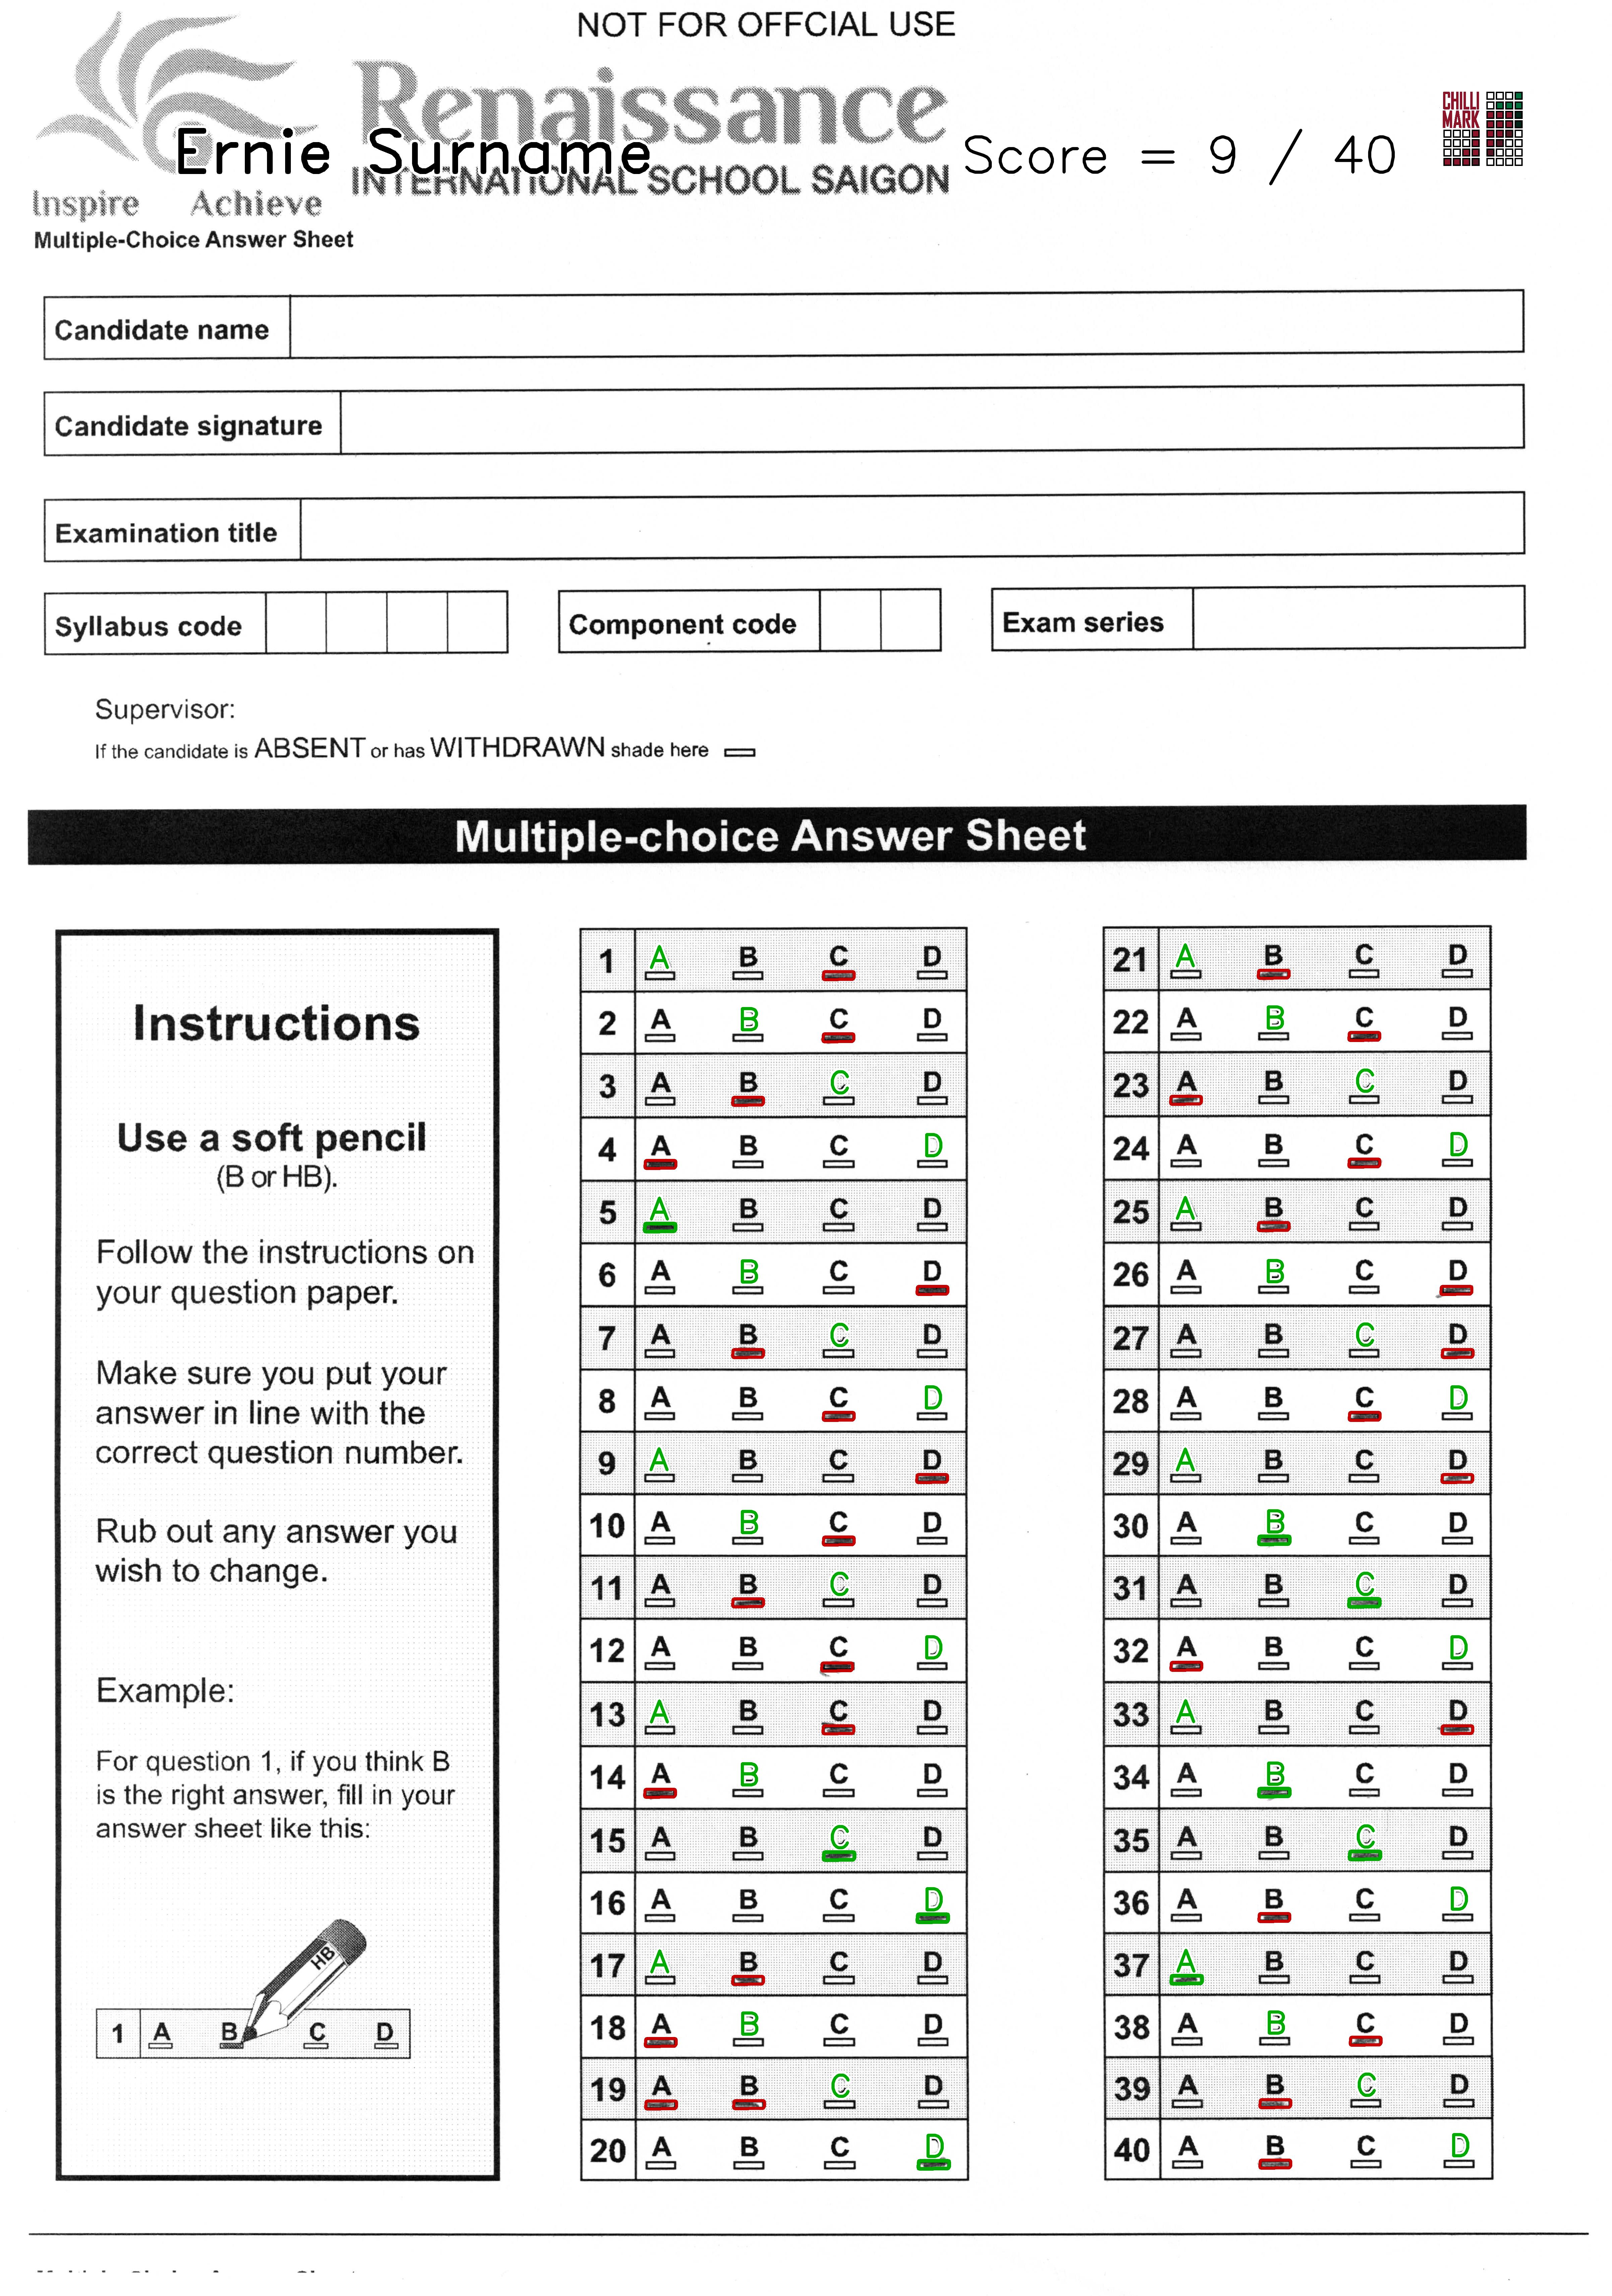 NOT FOR OFFCIAL USE
Renaissance
INTERNATIONAL SCHOOL SAIGON
Ernie Surname
Score = 9 / 40
CHILLI
MARK
Inspire Achieve
Multiple-Choice Answer Sheet
Candidate name
Candidate signature
Examination title
Syllabus code
Component code
Exam series
Supervisor:
If the candidate is ABSENT or has WITHDRAWN shade here
Multiple-choice Answer Sheet
Instructions
Use a soft pencil
(B or HB).
Follow the instructions on
your question paper.
Make sure you put your
answer in line with the
correct question number.
Rub out any answer you
wish to change.
Example:
For question 1, if you think B
is the right answer, fill in your
answer sheet like this:
HB
1 A B C D
1 A B C D
2 A B C D
3 A B C D
4 A B C D
5 A B C D
6 A B C D
7 A B C D
8 A B C D
9 A B C D
10 A B C D
11 A B C D
12 A B C D
13 A B C D
14 A B C D
15 A B C D
16 A B C D
17 A B C D
18 A B C D
19 A B C D
20 A B C D
21 A B C D
22 A B C D
23 A B C D
24 A B C D
25 A B C D
26 A B C D
27 A B C D
28 A B C D
29 A B C D
30 A B C D
31 A B C D
32 A B C D
33 A B C D
34 A B C D
35 A B C D
36 A B C D
37 A B C D
38 A B C D
39 A B C D
40 A B C D